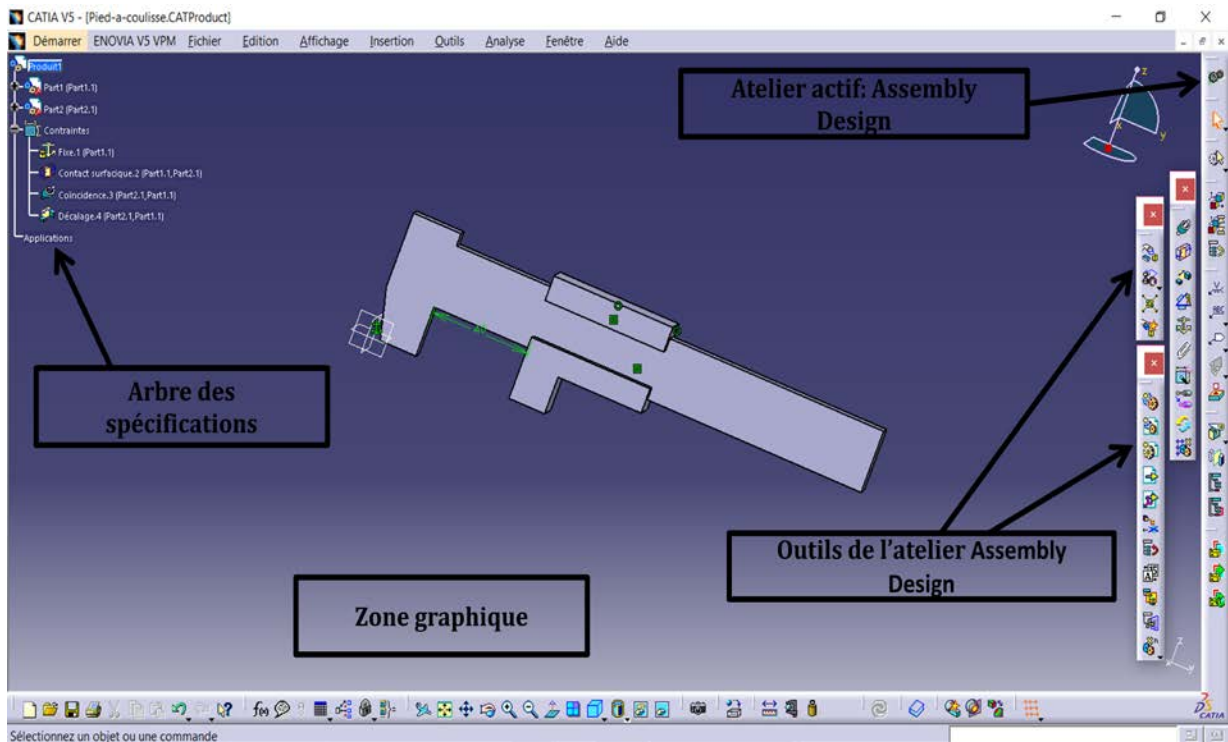 CATIA V5 - [Pied-a-coulisse.CATProduct]
Démarrer ENOVIA V5 VPM Fichier Edition Affichage Insertion Outils Analyse Fenêtre Aide
Produit1
Part1 (Part1.1)
Part2 (Part2.1)
Contraintes
Fixe.1 (Part1.1)
Contact surfacique.2 (Part1.1,Part2.1)
Coïncidence.3 (Part2.1,Part1.1)
Décalage.4 (Part2.1,Part1.1)
Applications
Atelier actif: Assembly
Design
z
x
y
40
Arbre des
spécifications
Outils de l'atelier Assembly
Design
Zone graphique
f(x)
CATIA
Sélectionnez un objet ou une commande